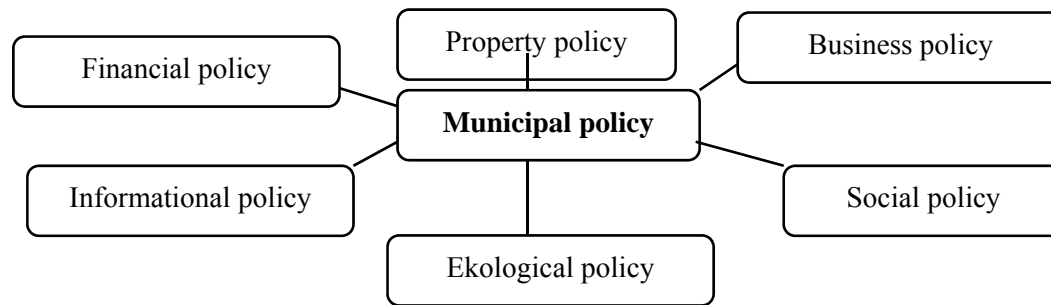 Property policy
Business policy
Financial policy
Municipal policy
Informational policy
Social policy
Ekological policy